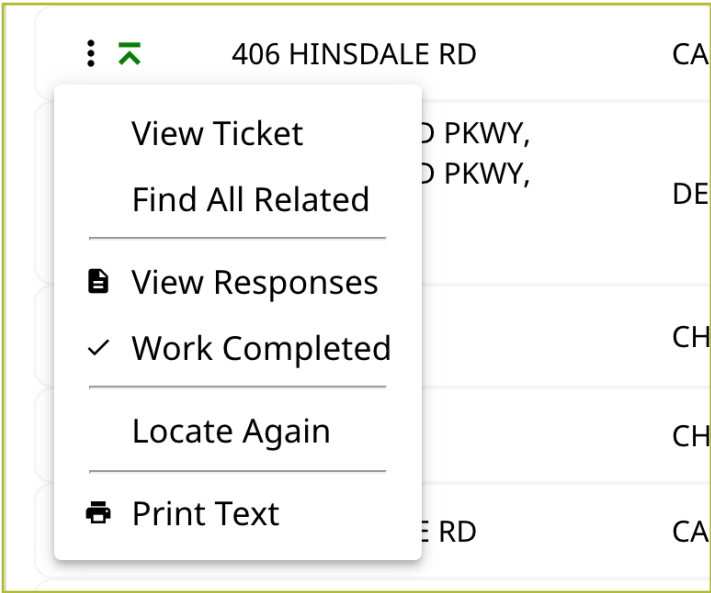 406 HINSDALE RD CA
View Ticket
PKWY,
PKWY,
Find All Related
DE
View Responses
CH
Work Completed
Locate Again
CH
Print Text
RD CA